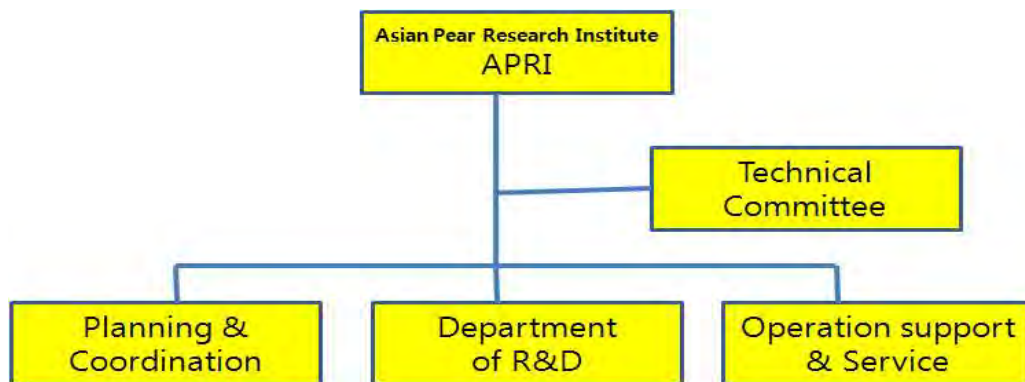 Asian Pear Research Institute
APRI
Technical
Committee
Planning &
Coordination
Department
of R&D
Operation support
& Service